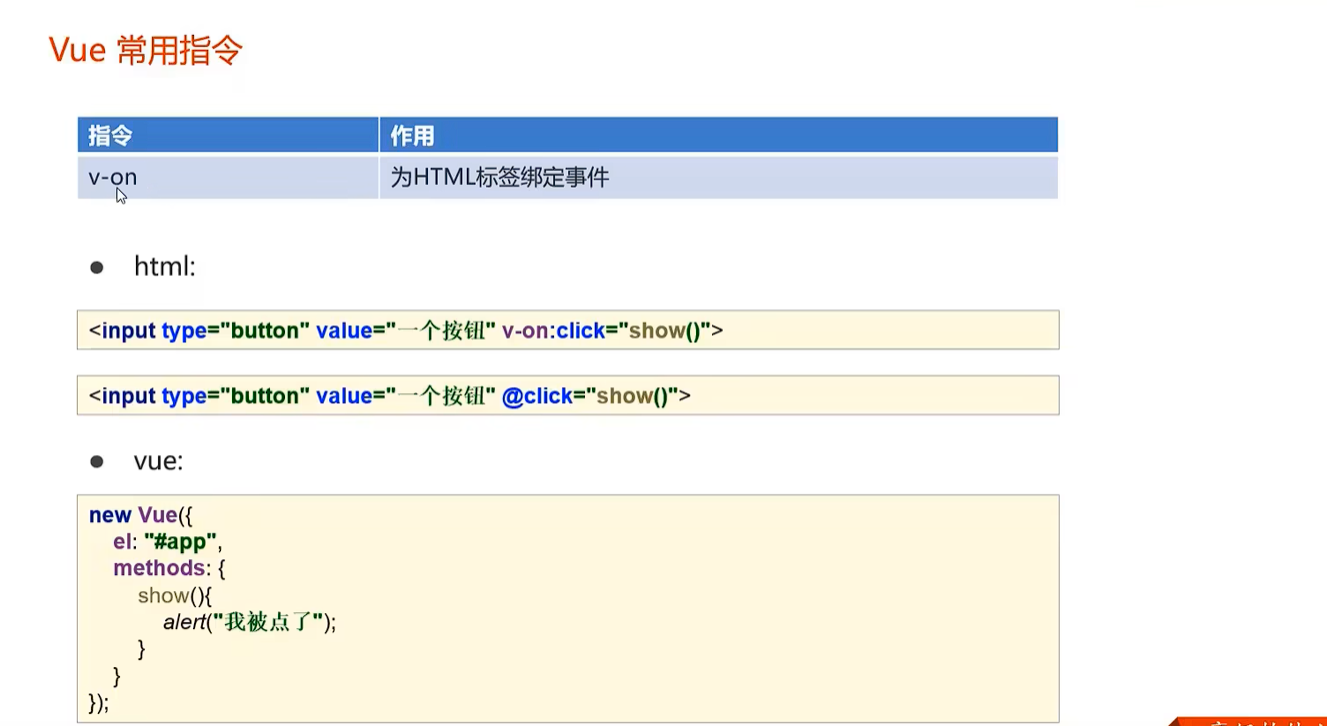 Vue 常用指令
指令 作用
v-on 为HTML标签绑定事件
● html:
<input type="button" value="一个按钮" v-on:click="show()">
<input type="button" value="一个按钮" @click="show()">
● vue:
new Vue({
el: "#app",
methods: {
show(){
alert("我被点了");
}
}
});